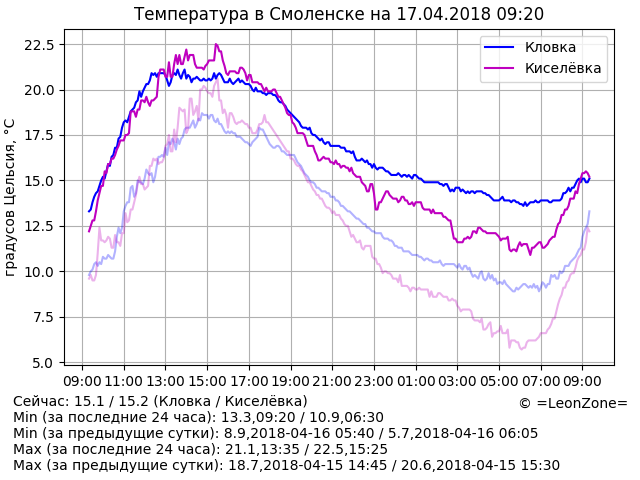 Температура в Смоленске на 17.04.2018 09:20
Кловка
Киселёвка
градусов Цельсия, °C
22.5
20.0
17.5
15.0
12.5
10.0
7.5
5.0
09:00 11:00 13:00 15:00 17:00 19:00 21:00 23:00 01:00 03:00 05:00 07:00 09:00
Сейчас: 15.1 / 15.2 (Кловка / Киселёвка)
© =LeonZone=
Min (за последние 24 часа): 13.3,09:20 / 10.9,06:30
Min (за предыдущие сутки): 8.9,2018-04-16 05:40 / 5.7,2018-04-16 06:05
Max (за последние 24 часа): 21.1,13:35 / 22.5,15:25
Max (за предыдущие сутки): 18.7,2018-04-15 14:45 / 20.6,2018-04-15 15:30